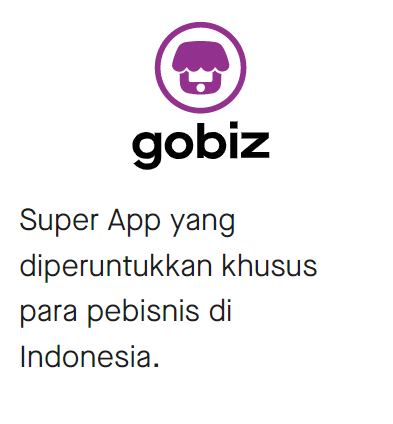 gobiz
Super App yang
diperuntukkan khusus
para pebisnis di
Indonesia.